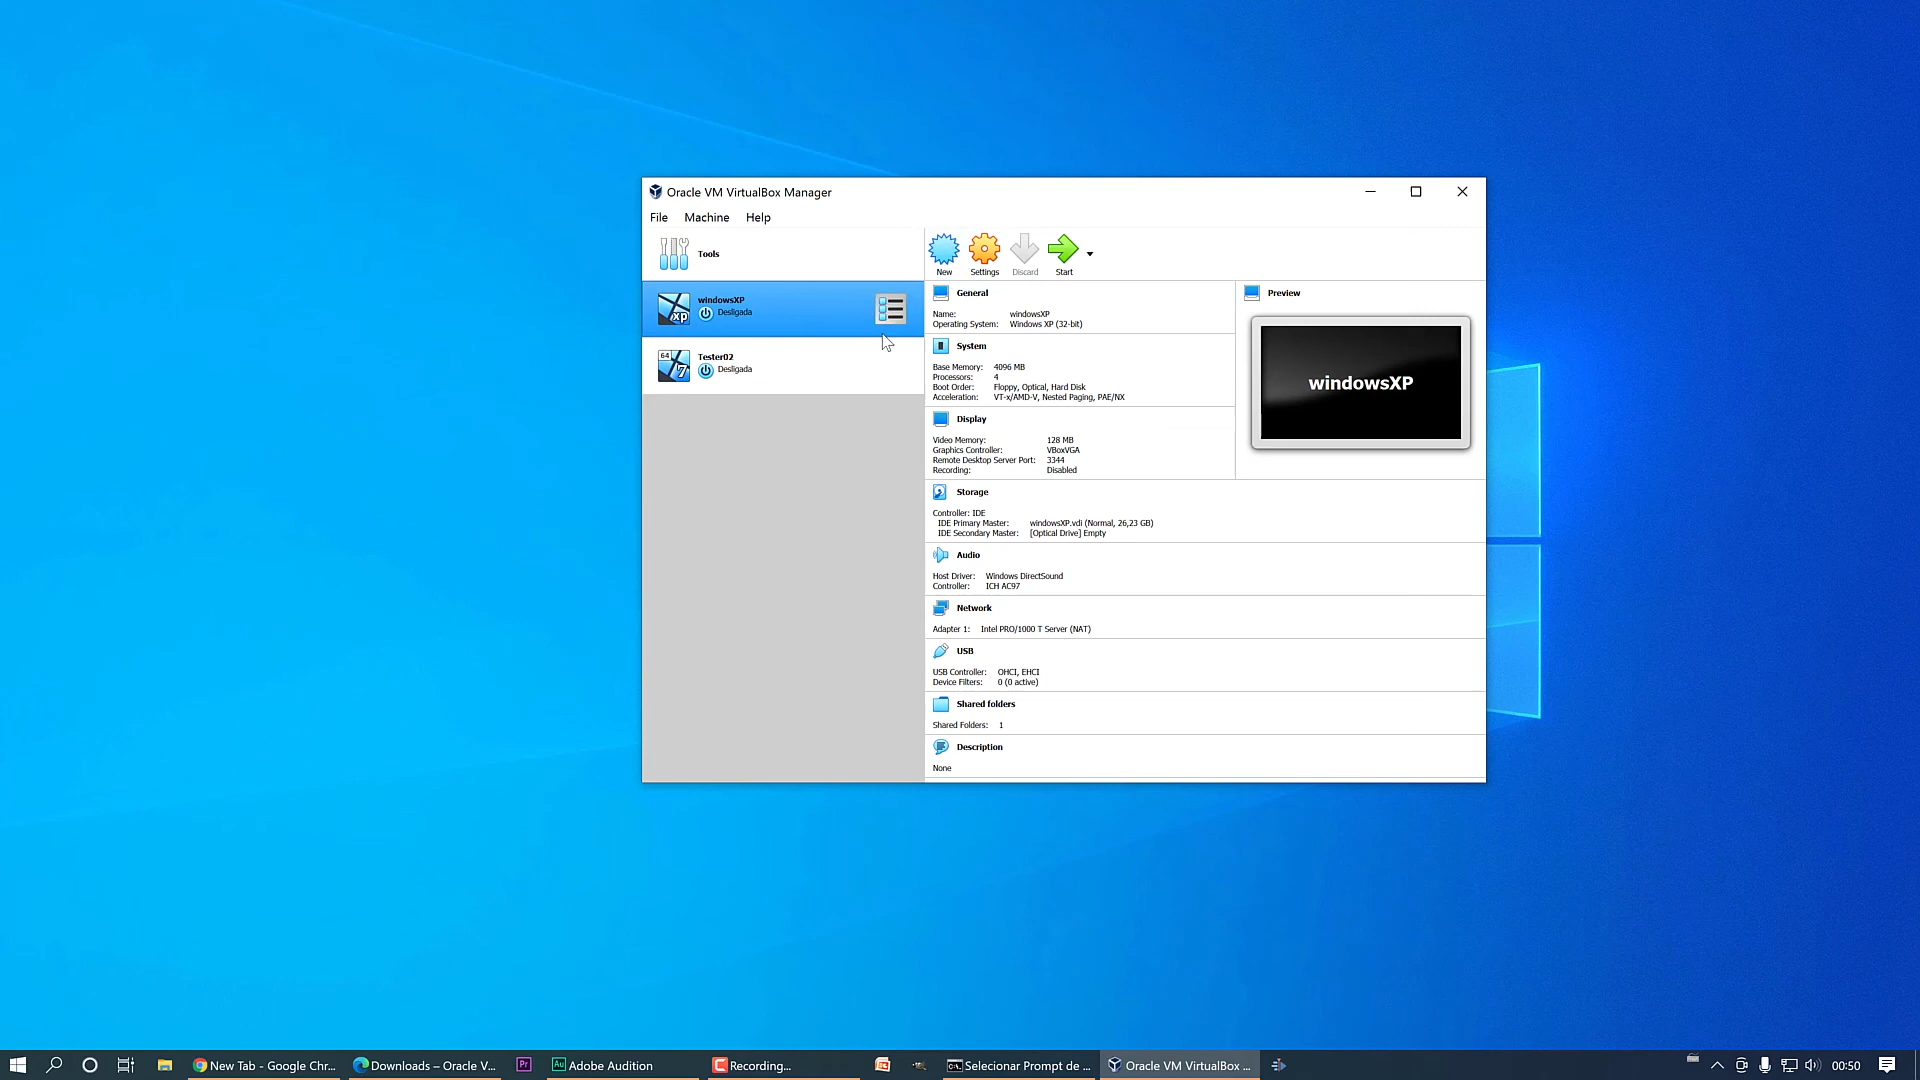 Oracle VM VirtualBox Manager
File Machine Help
Tools
New Settings Discard Start
xp
windowsXP
Desligada
64
7
Tester02
Desligada
General
Name: windowsXP
Operating System: Windows XP (32-bit)
System
Base Memory: 4096 MB
Processors: 4
Boot Order: Floppy, Optical, Hard Disk
Acceleration: VT-x/AMD-V, Nested Paging, PAE/NX
Display
Video Memory: 128 MB
Graphics Controller: VBoxVGA
Remote Desktop Server Port: 3344
Recording: Disabled
Preview
windowsXP
Storage
Controller: IDE
IDE Primary Master: windowsXP.vdi (Normal, 26,23 GB)
IDE Secondary Master: [Optical Drive] Empty
Audio
Host Driver: Windows DirectSound
Controller: ICH AC97
Network
Adapter 1: Intel PRO/1000 T Server (NAT)
USB
USB Controller: OHCI, EHCI
Device Filters: 0 (0 active)
Shared folders
Shared Folders: 1
Description
None
New Tab - Google Chr... Downloads – Oracle V... Pr Au Adobe Audition Recording... Selecionar Prompt de ... Oracle VM VirtualBox ... 00:50